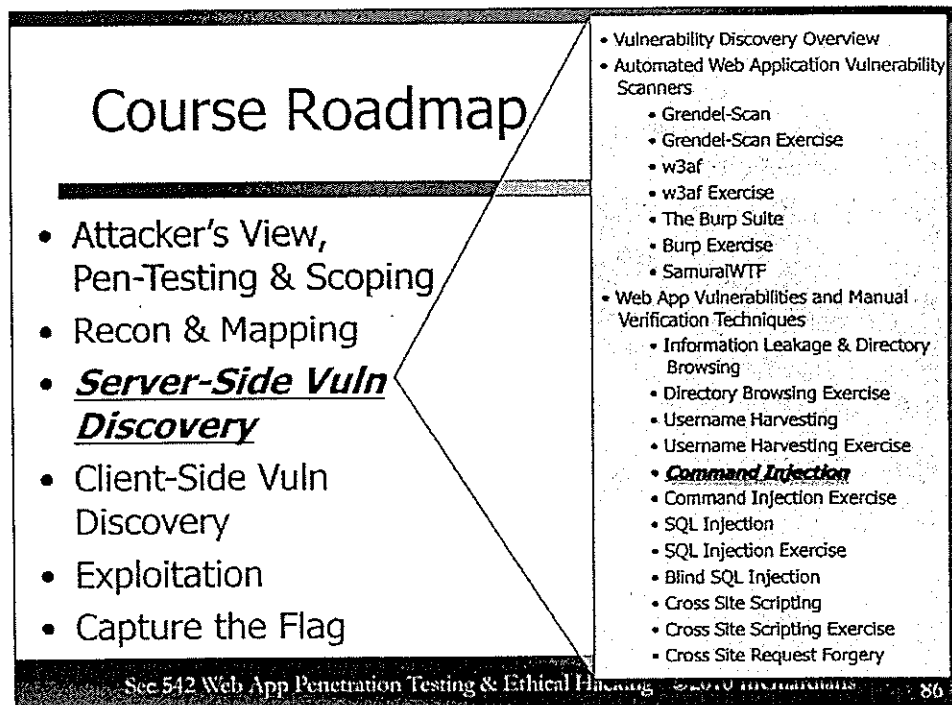 Course Roadmap
• Attacker's View,
Pen-Testing & Scoping
• Recon & Mapping
• Server-Side Vuln
Discovery
• Client-Side Vuln
Discovery
• Exploitation
• Capture the Flag
• Vulnerability Discovery Overview
• Automated Web Application Vulnerability
Scanners
• Grendel-Scan
• Grendel-Scan Exercise
• w3af
• w3af Exercise
• The Burp Suite
• Burp Exercise
• SamuraiWTF
• Web App Vulnerabilities and Manual
Verification Techniques
• Information Leakage & Directory
Browsing
• Directory Browsing Exercise
• Username Harvesting
• Username Harvesting Exercise
• Command Injection
• Command Injection Exercise
• SQL Injection
• SQL Injection Exercise
• Blind SQL Injection
• Cross Site Scripting
• Cross Site Scripting Exercise
• Cross Site Request Forgery
Sec 542 Web App Penetration Testing & Ethical Hacking
86